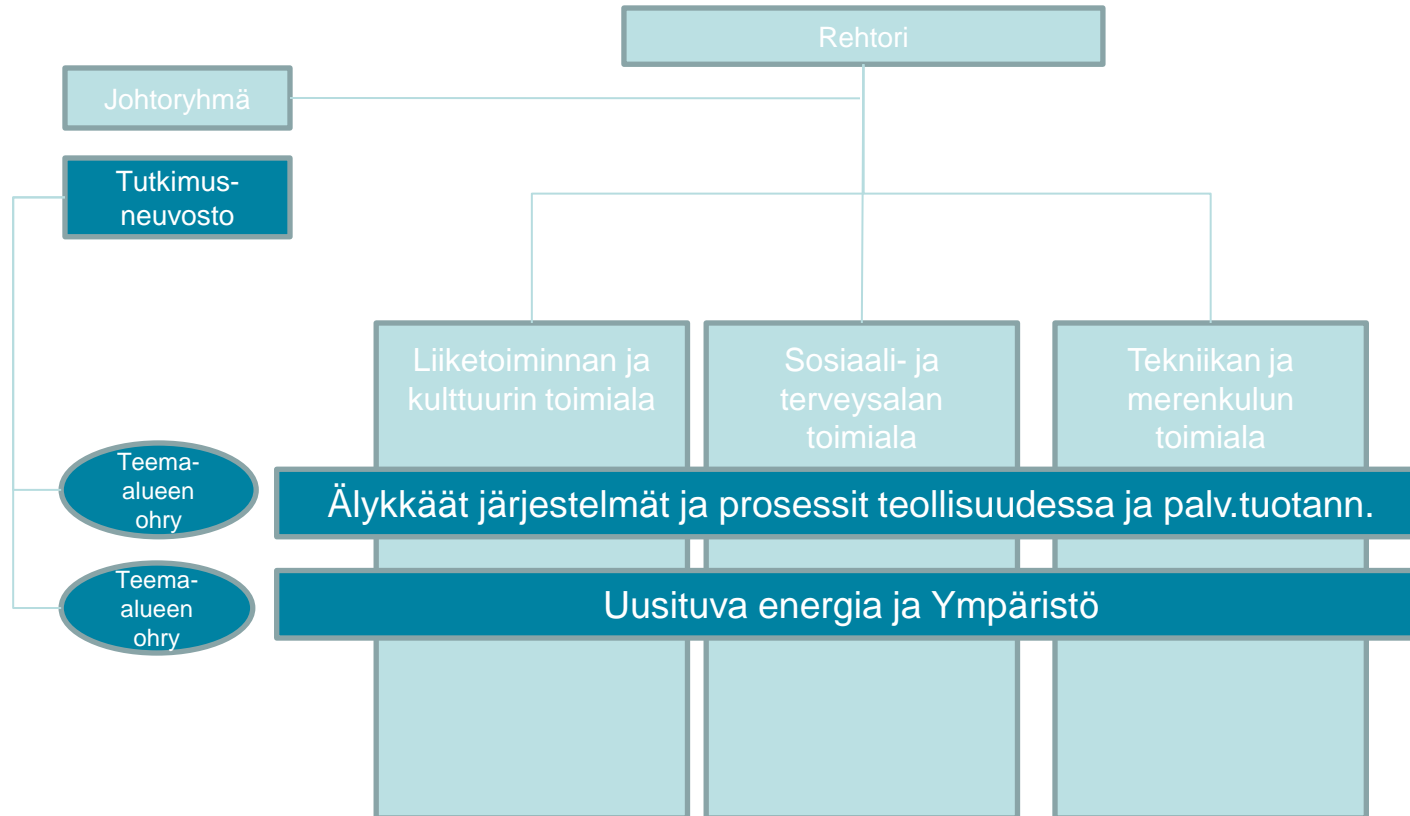 Rehtori
Johtoryhmä
Tutkimus-
neuvosto
Liiketoiminnan ja
kulttuurin toimiala
Sosiaali- ja
terveysalan
toimiala
Tekniikan ja
merenkulun
toimiala
Teema-
alueen
ohry
Älykkäät järjestelmät ja prosessit teollisuudessa ja palv.tuotann.
Teema-
alueen
ohry
Uusituva energia ja Ympäristö